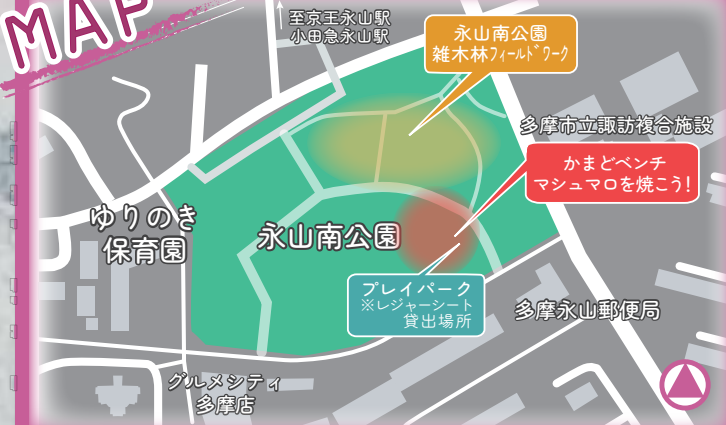 MAP
至京王永山駅
小田急永山駅
永山南公園
雑木林ﾌｨｰﾙﾄﾞﾜｰｸ
多摩市立諏訪複合施設
かまどベンチ
マシュマロを焼こう!
ゆりのき
保育園
永山南公園
プレイパーク
※レジャーシート
貸出場所
多摩永山郵便局
グルメシティ
多摩店